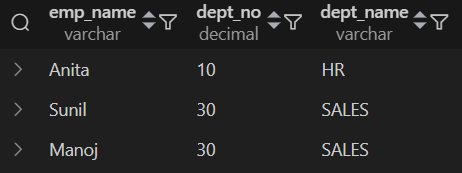 emp_name dept_no dept_name
varchar decimal varchar
Anita 10 HR
Sunil 30 SALES
Manoj 30 SALES